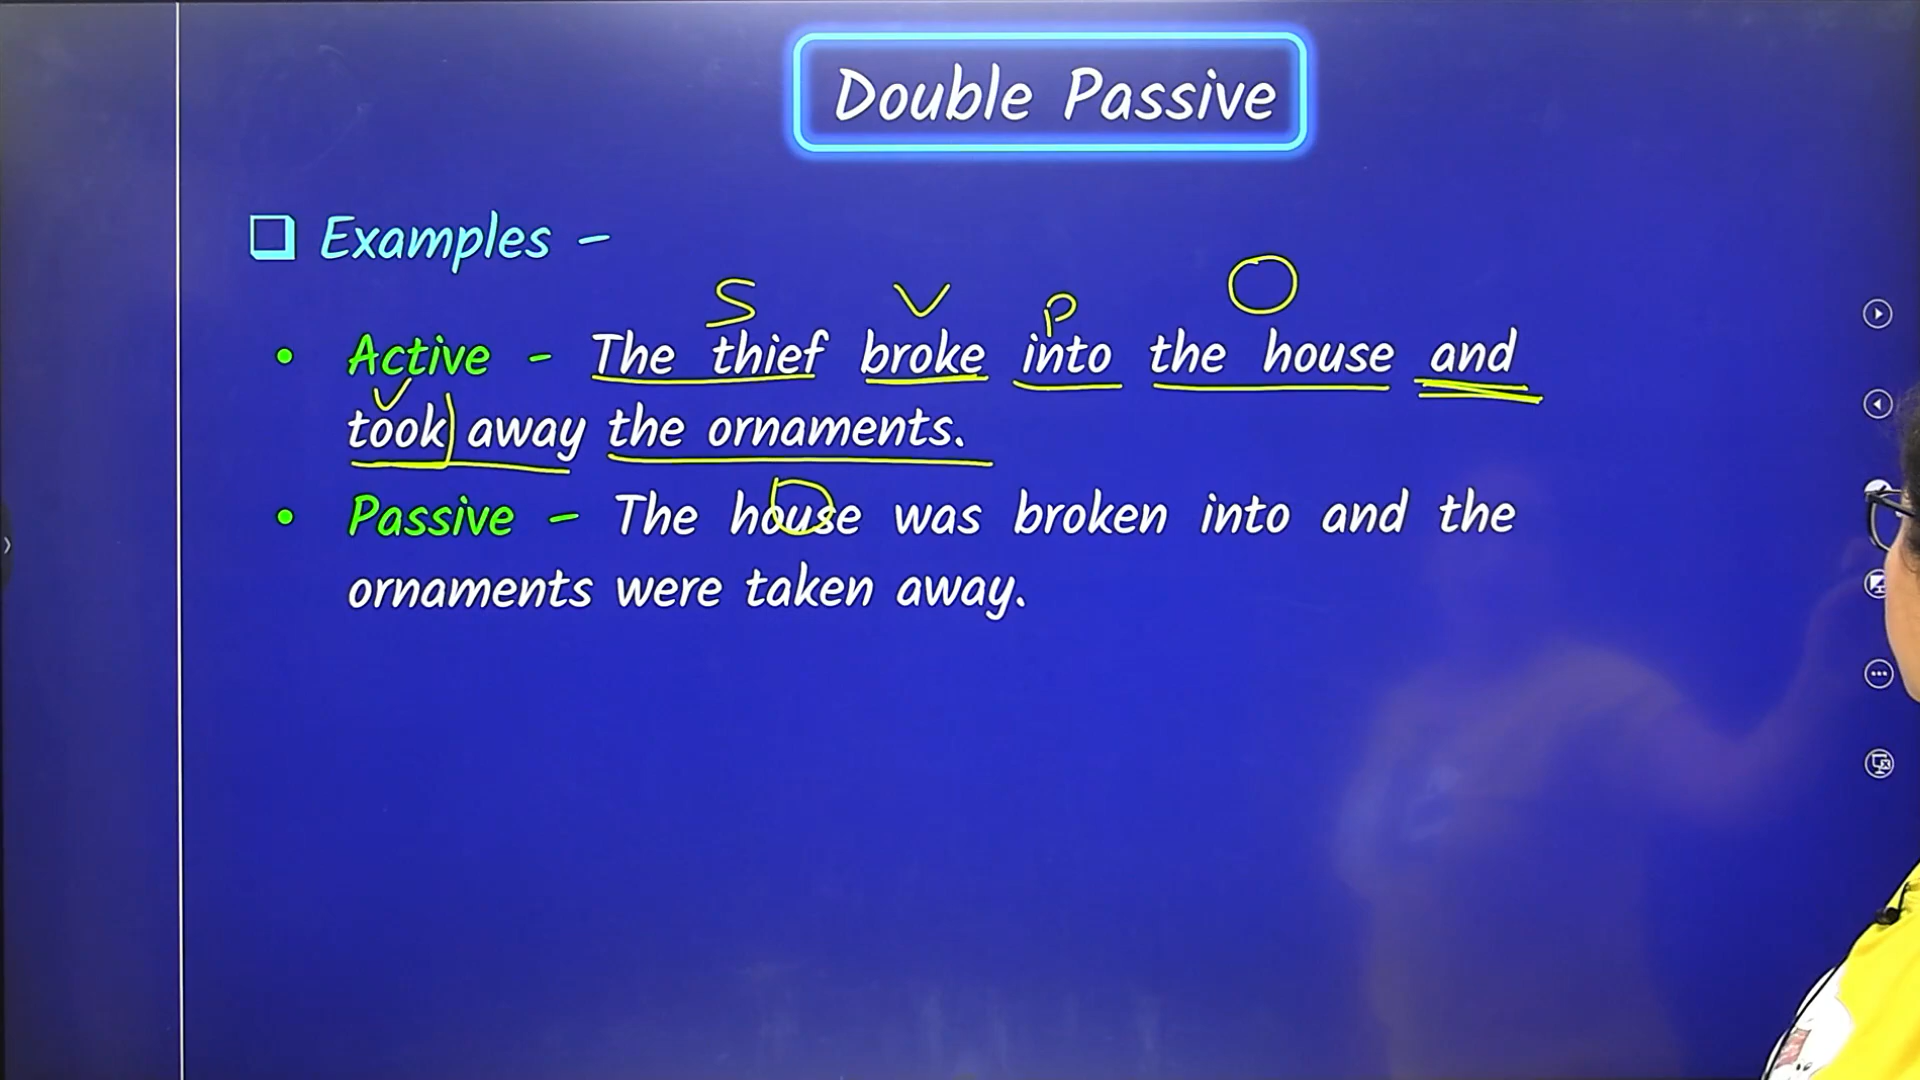 Double Passive
❑ Examples –
S V P O
• Active - The thief broke into the house and
V
took away the ornaments.
• Passive – The house was broken into and the
ornaments were taken away.